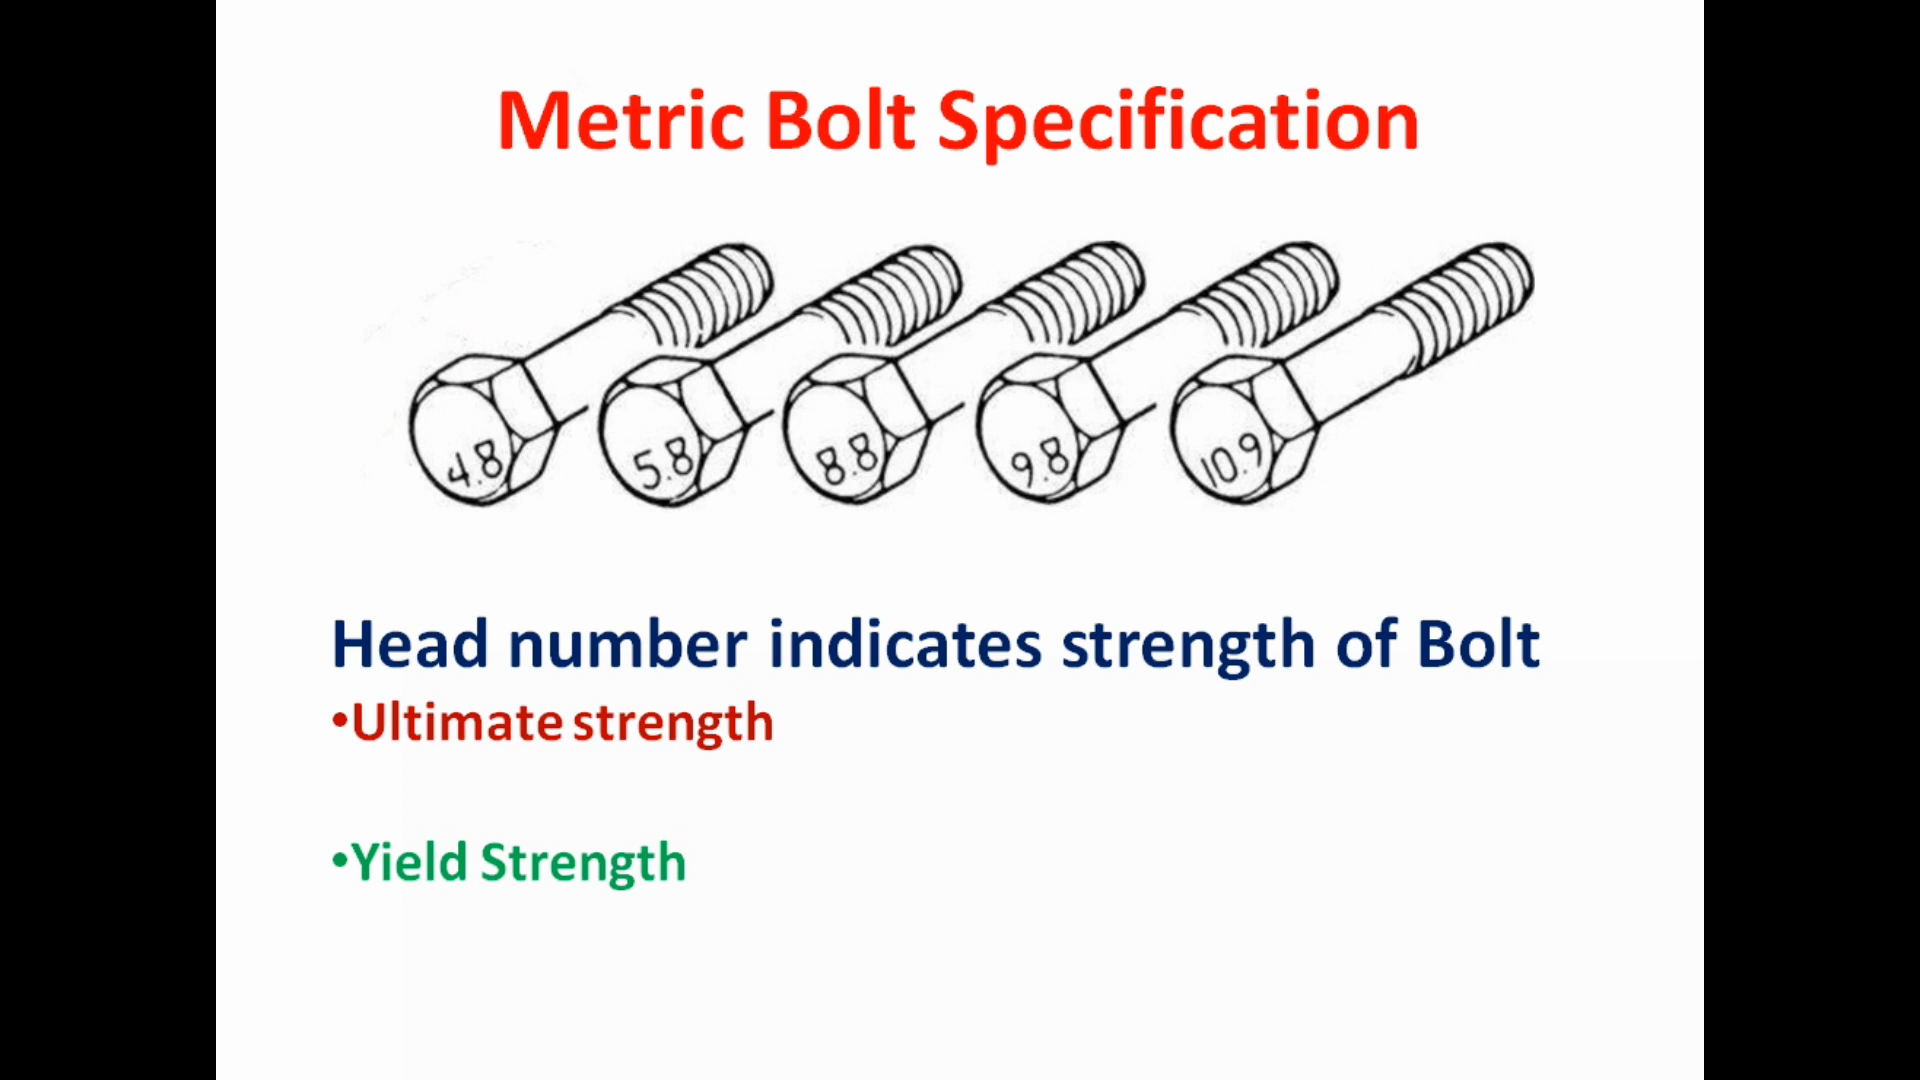 Metric Bolt Specification
4.8 5.8 8.8 9.8 10.9
Head number indicates strength of Bolt
•Ultimate strength
•Yield Strength